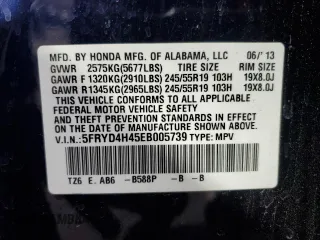 MFD. BY HONDA MFG. OF ALABAMA, LLC 06/'13
GVWR 2575KG(5677LBS) TIRE SIZE RIM SIZE
GAWR F 1320KG(2910LBS) 245/55R19 103H 19X8.0J
GAWR R 1345KG(2965LBS) 245/55R19 103H 19X8.0J
THIS VEHICLE CONFORMS TO ALL APPLICABLE
FEDERAL MOTOR VEHICLE SAFETY AND
THEFT PREVENTION STANDARDS IN EFFECT ON
THE DATE OF MANUFACTURE SHOWN ABOVE.
V.I.N.: 5FRYD4H45EB005739 TYPE: MPV
TZ6 E. AB6 -B588P -B -B